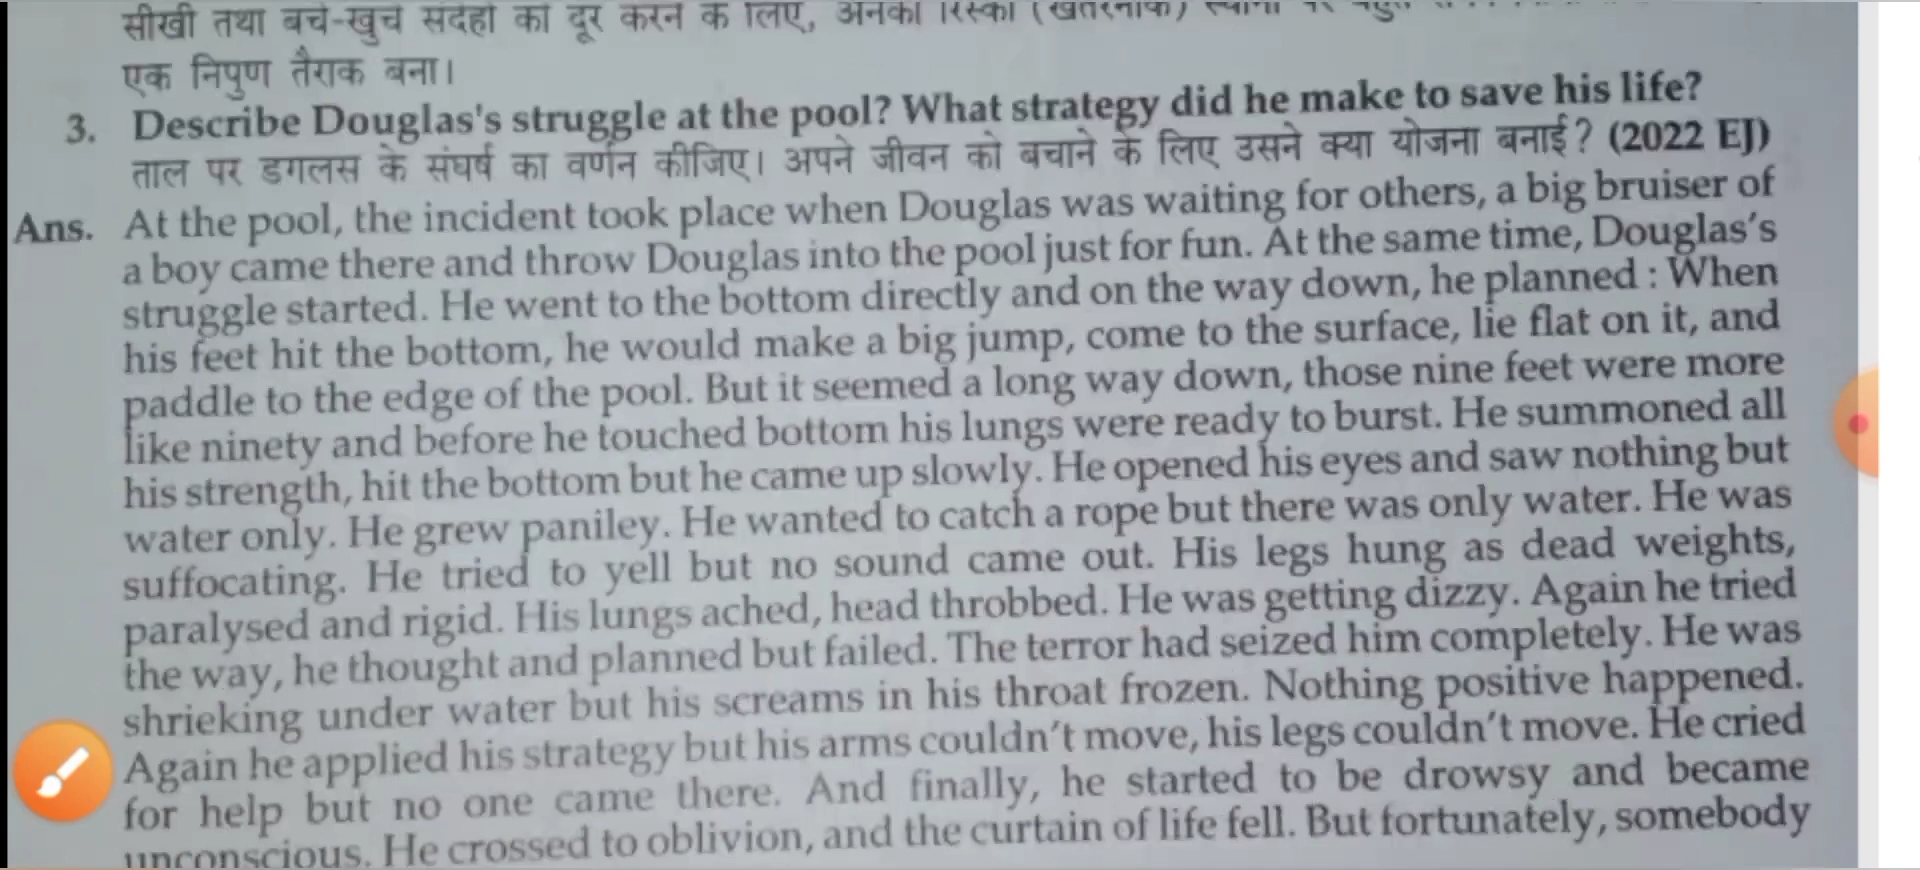 सीखी तथा बचे-खुचे संदेहों को दूर करने के लिए, अनेकों रिस्की (खतरनाक)
एक निपुण तैराक बना।
3. Describe Douglas's struggle at the pool? What strategy did he make to save his life?
ताल पर डगलस के संघर्ष का वर्णन कीजिए। अपने जीवन को बचाने के लिए उसने क्या योजना बनाई? (2022 EJ)
Ans. At the pool, the incident took place when Douglas was waiting for others, a big bruiser of
a boy came there and throw Douglas into the pool just for fun. At the same time, Douglas's
struggle started. He went to the bottom directly and on the way down, he planned : When
his feet hit the bottom, he would make a big jump, come to the surface, lie flat on it, and
paddle to the edge of the pool. But it seemed a long way down, those nine feet were more
like ninety and before he touched bottom his lungs were ready to burst. He summoned all
his strength, hit the bottom but he came up slowly. He opened his eyes and saw nothing but
water only. He grew paniley. He wanted to catch a rope but there was only water. He was
suffocating. He tried to yell but no sound came out. His legs hung as dead weights,
paralysed and rigid. His lungs ached, head throbbed. He was getting dizzy. Again he tried
the way, he thought and planned but failed. The terror had seized him completely. He was
shrieking under water but his screams in his throat frozen. Nothing positive happened.
Again he applied his strategy but his arms couldn't move, his legs couldn't move. He cried
for help but no one came there. And finally, he started to be drowsy and became
unconscious. He crossed to oblivion, and the curtain of life fell. But fortunately, somebody